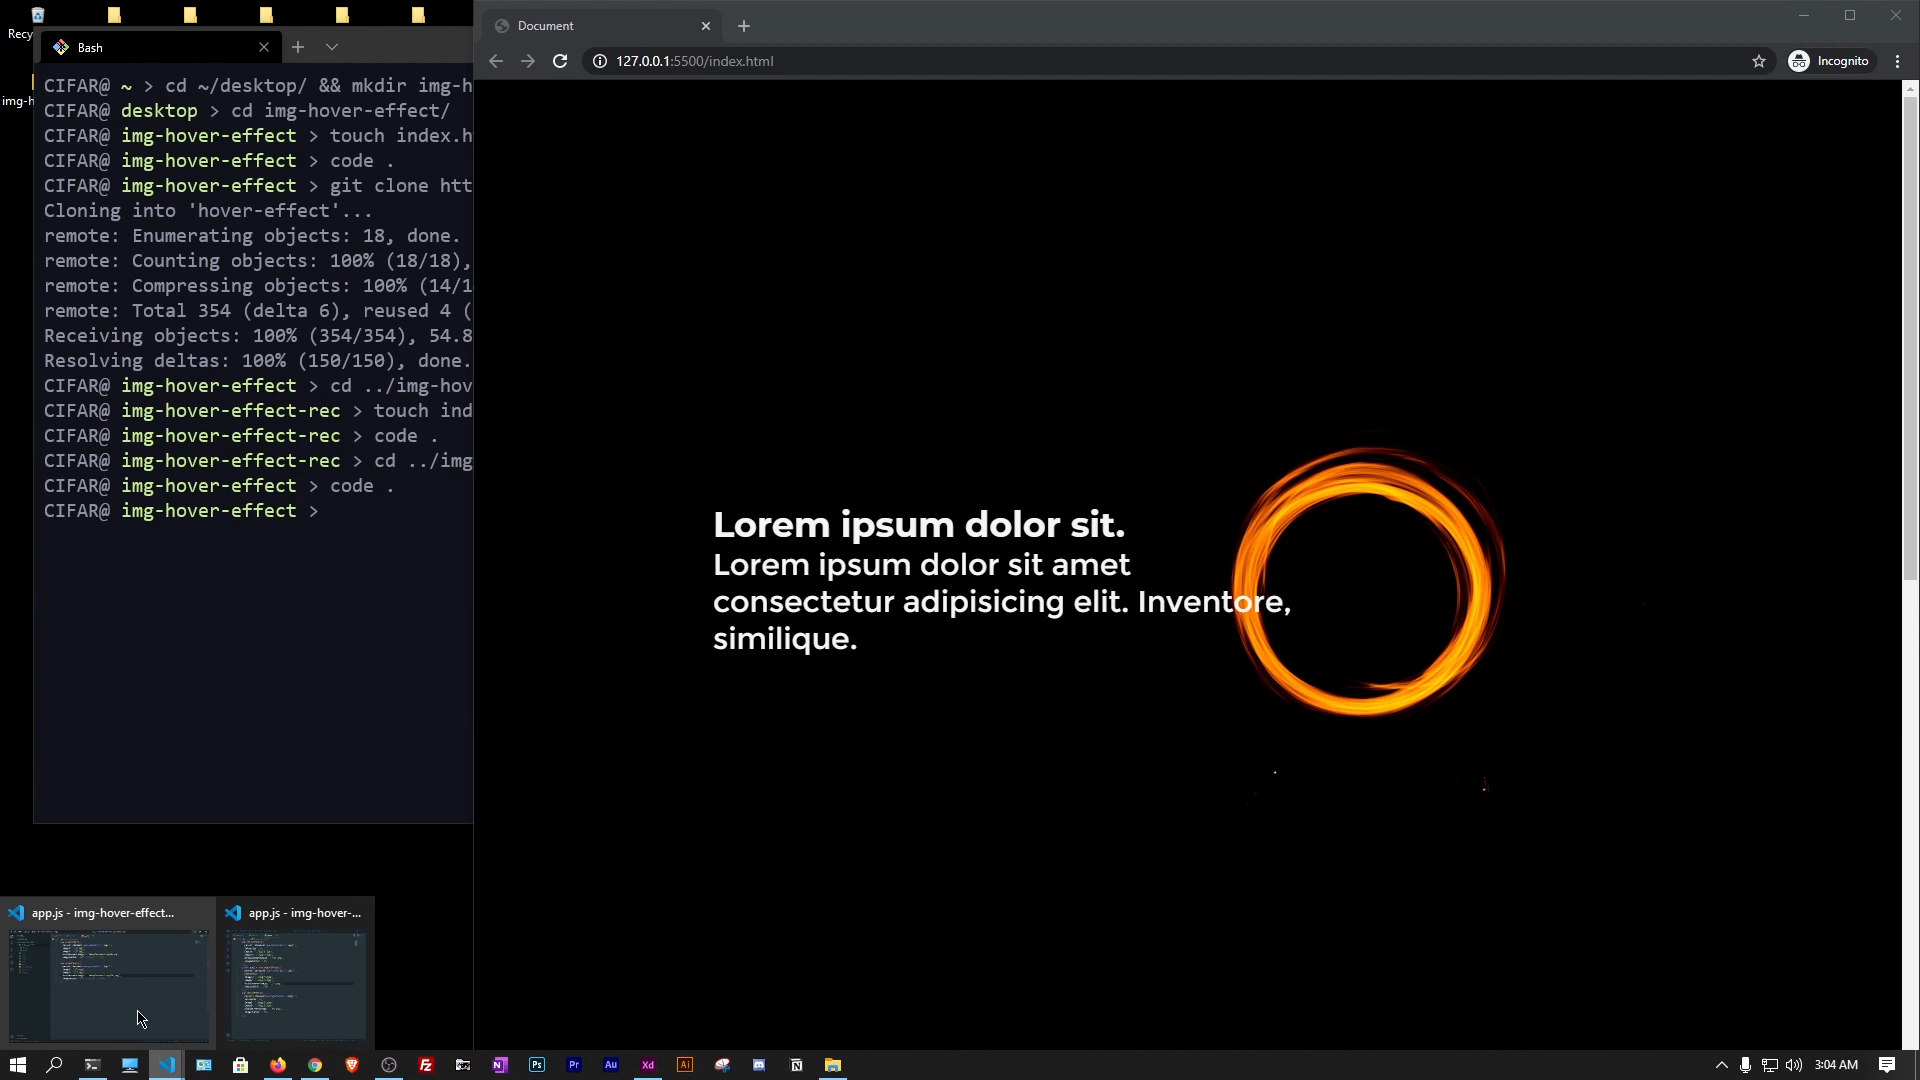 Recy
img-h
Bash
CIFAR@ ~ > cd ~/desktop/ && mkdir img-h
CIFAR@ desktop > cd img-hover-effect/
CIFAR@ img-hover-effect > touch index.h
CIFAR@ img-hover-effect > code .
CIFAR@ img-hover-effect > git clone htt
Cloning into 'hover-effect'...
remote: Enumerating objects: 18, done.
remote: Counting objects: 100% (18/18),
remote: Compressing objects: 100% (14/1
remote: Total 354 (delta 6), reused 4 (
Receiving objects: 100% (354/354), 54.8
Resolving deltas: 100% (150/150), done.
CIFAR@ img-hover-effect > cd ../img-hov
CIFAR@ img-hover-effect-rec > touch ind
CIFAR@ img-hover-effect-rec > code .
CIFAR@ img-hover-effect-rec > cd ../img
CIFAR@ img-hover-effect > code .
CIFAR@ img-hover-effect >
Document
127.0.0.1:5500/index.html
Incognito
Lorem ipsum dolor sit.
Lorem ipsum dolor sit amet
consectetur adipisicing elit. Inventore,
similique.
app.js - img-hover-effect...
app.js - img-hover-...
3:04 AM